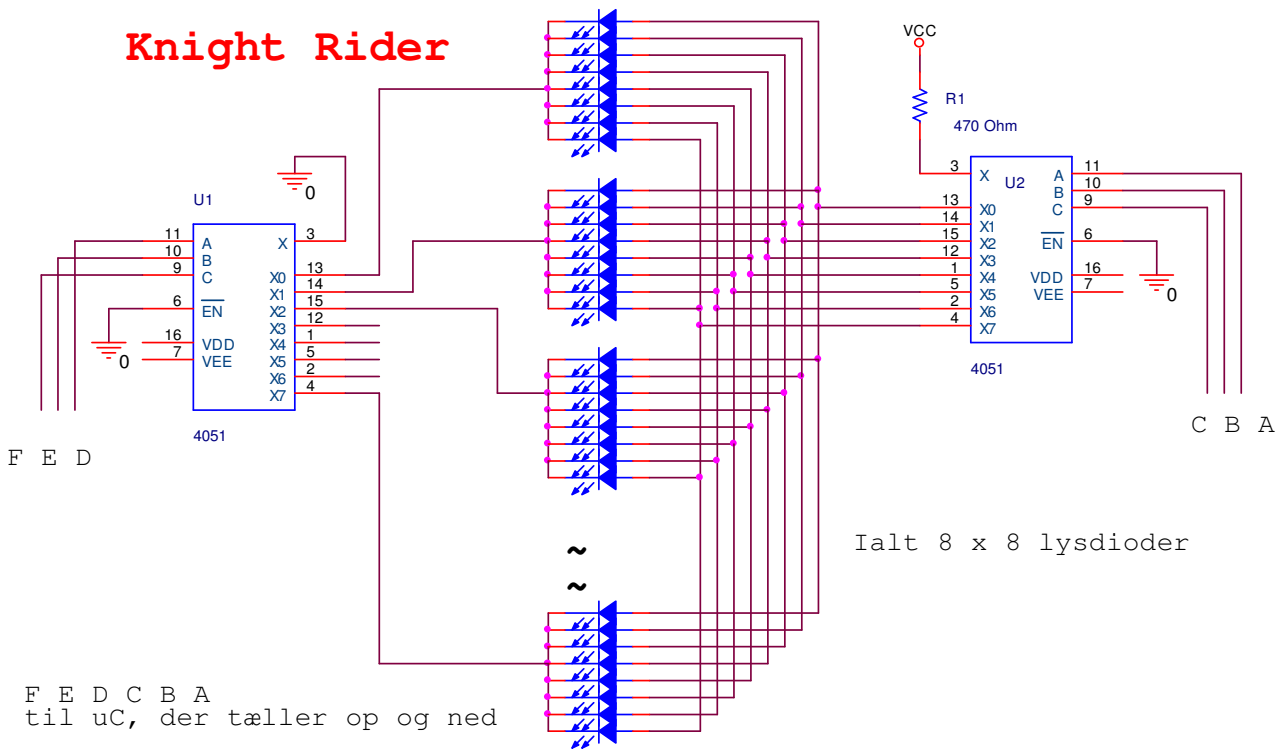 Knight Rider
VCC
R1
470 Ohm
0
U1
11 A X 3
10 B
9 C X0 13
X1 14
6 EN X2 15
X3 12
16 VDD X4 1
7 VEE X5 5
X6 2
X7 4
0
4051
F E D
3 X U2 A 11
B 10
13 X0 C 9
14 X1
15 X2 EN 6
12 X3
1 X4 VDD 16
5 X5 VEE 7
2 X6
4 X7
0
4051
C B A
~
~
Ialt 8 x 8 lysdioder
F E D C B A
til uC, der tæller op og ned